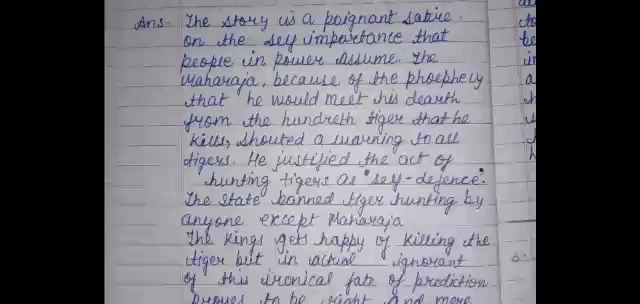 Ans. The story is a poignant satire
on the self importance that
people in power assume. The
Maharaja, because of the phoephecy
that he would meet his dearth
from the hundreth tiger that he
kills, shouted a warning to all
tigers. He justified the act of
hunting tigers as "self-defence".
The State banned tiger hunting by
anyone except Maharaja
The Kings gets happy of killing the
tiger but in actual ignorant
of this ironical fate of prediction
proves to be right and more